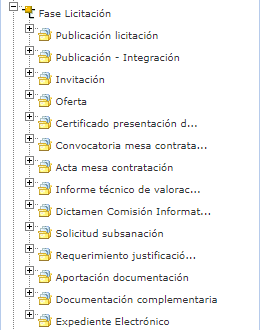 Fase Licitación
Publicación licitación
Publicación - Integración
Invitación
Oferta
Certificado presentación d...
Convocatoria mesa contrata...
Acta mesa contratación
Informe técnico de valorac...
Dictamen Comisión Informat...
Solicitud subsanación
Requerimiento justificació...
Aportación documentación
Documentación complementaria
Expediente Electrónico